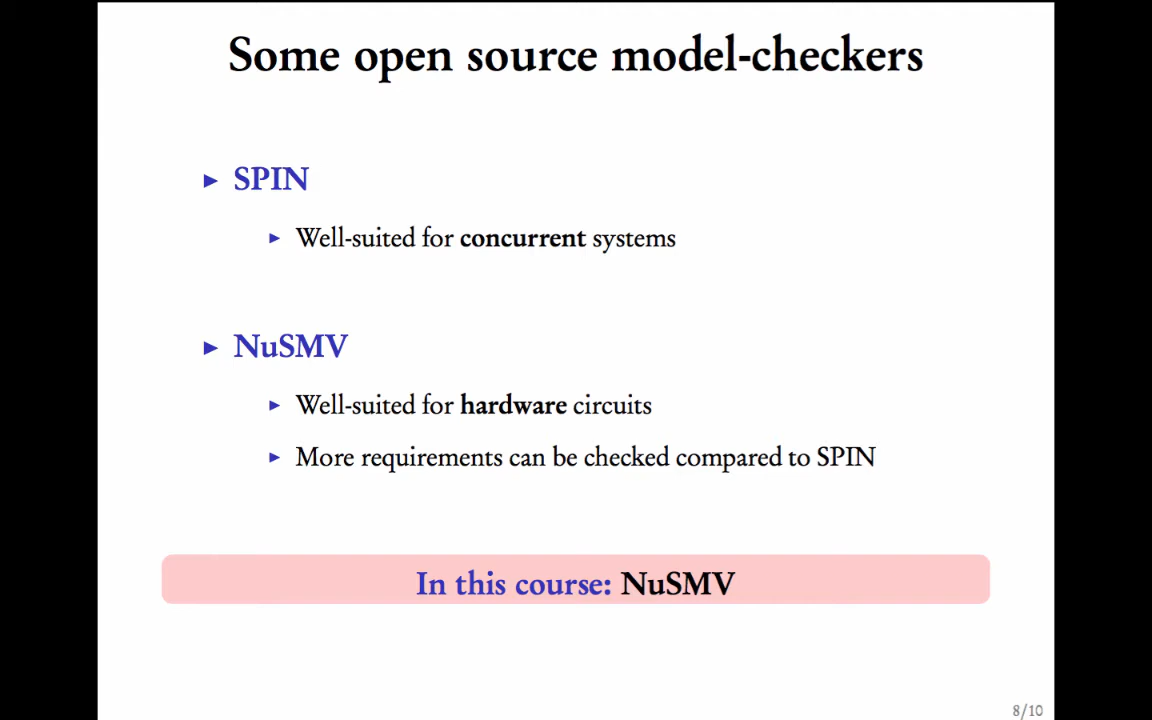 Some open source model-checkers
SPIN
Well-suited for concurrent systems
NuSMV
Well-suited for hardware circuits
More requirements can be checked compared to SPIN
In this course: NuSMV
8/10